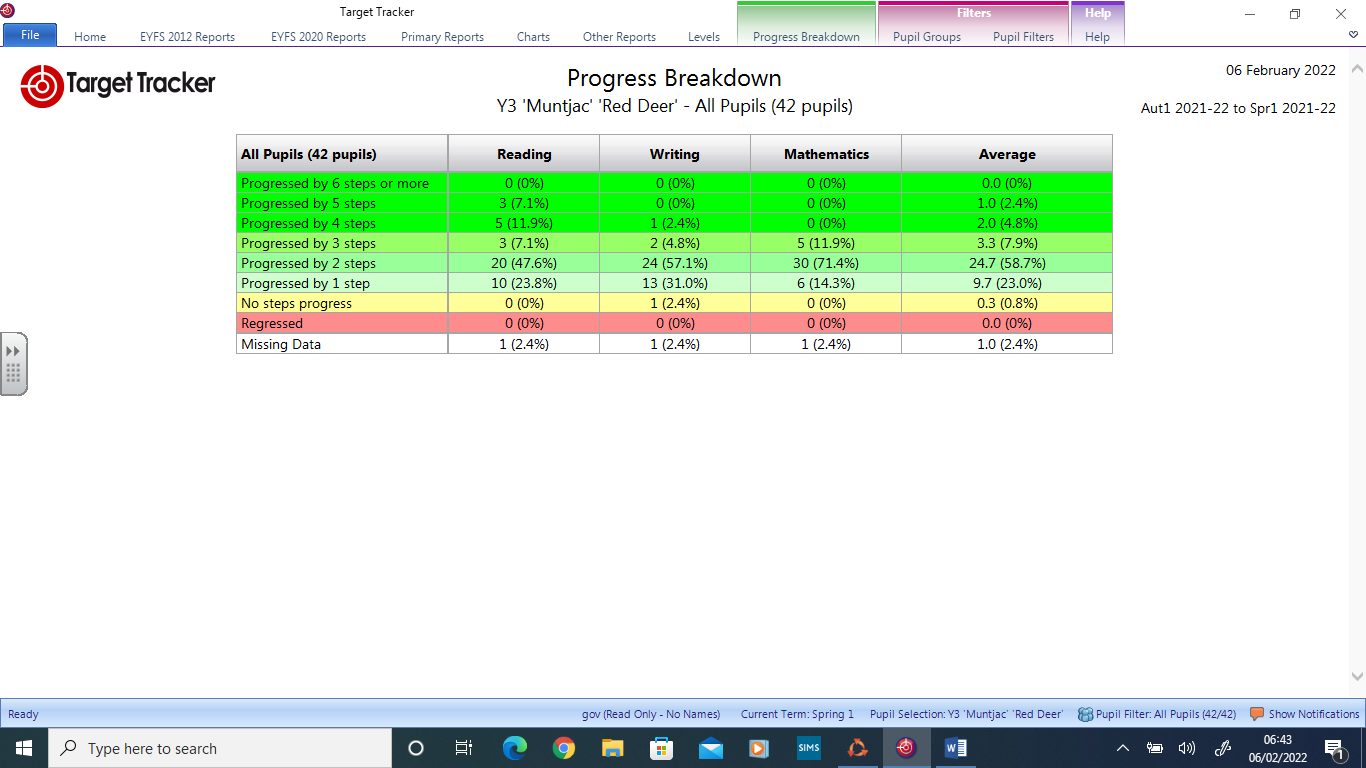 Target Tracker
Filters
Help
File Home EYFS 2012 Reports EYFS 2020 Reports Primary Reports Charts Other Reports Levels Progress Breakdown Pupil Groups Pupil Filters Help
Target Tracker
Progress Breakdown
06 February 2022
Y3 'Muntjac' 'Red Deer' - All Pupils (42 pupils)
Aut1 2021-22 to Spr1 2021-22
All Pupils (42 pupils) Reading Writing Mathematics Average
Progressed by 6 steps or more 0 (0%) 0 (0%) 0 (0%) 0.0 (0%)
Progressed by 5 steps 3 (7.1%) 0 (0%) 0 (0%) 1.0 (2.4%)
Progressed by 4 steps 5 (11.9%) 1 (2.4%) 0 (0%) 2.0 (4.8%)
Progressed by 3 steps 3 (7.1%) 2 (4.8%) 5 (11.9%) 3.3 (7.9%)
Progressed by 2 steps 20 (47.6%) 24 (57.1%) 30 (71.4%) 24.7 (58.7%)
Progressed by 1 step 10 (23.8%) 13 (31.0%) 6 (14.3%) 9.7 (23.0%)
No steps progress 0 (0%) 1 (2.4%) 0 (0%) 0.3 (0.8%)
Regressed 0 (0%) 0 (0%) 0 (0%) 0.0 (0%)
Missing Data 1 (2.4%) 1 (2.4%) 1 (2.4%) 1.0 (2.4%)
Ready gov (Read Only - No Names) Current Term: Spring 1 Pupil Selection: Y3 'Muntjac' 'Red Deer' Pupil Filter: All Pupils (42/42) Show Notifications
Type here to search
SIMS
W
06:43
06/02/2022
1